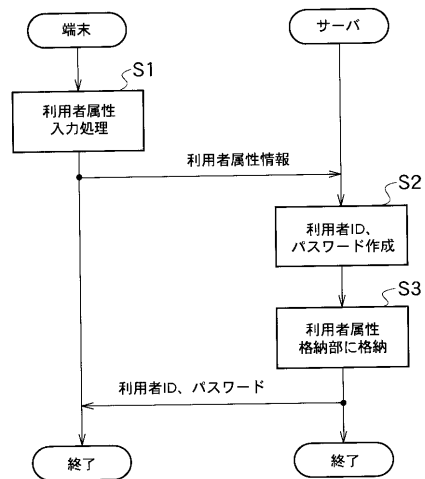 端末
サーバ
S1
利用者属性
入力処理
利用者属性情報
S2
利用者ID、
パスワード作成
S3
利用者属性
格納部に格納
利用者ID、パスワード
終了
終了